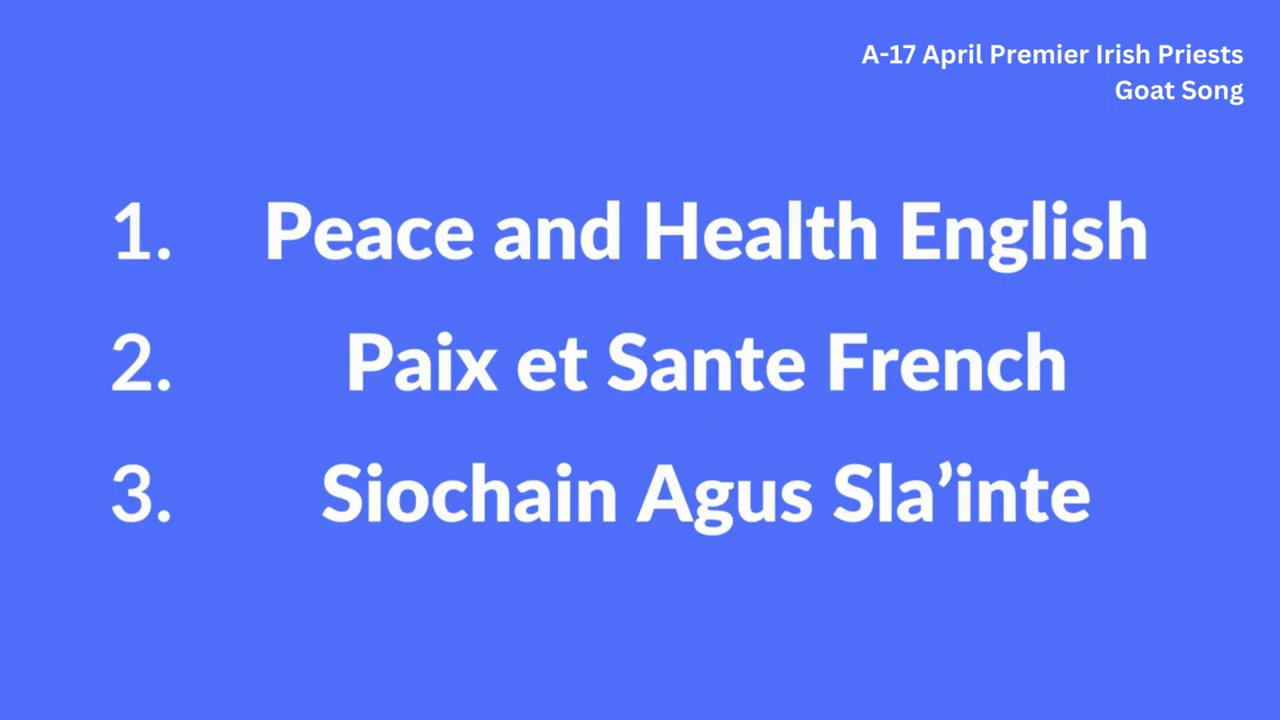 A-17 April Premier Irish Priests
Goat Song
1. Peace and Health English
2. Paix et Sante French
3. Siochain Agus Sla’inte